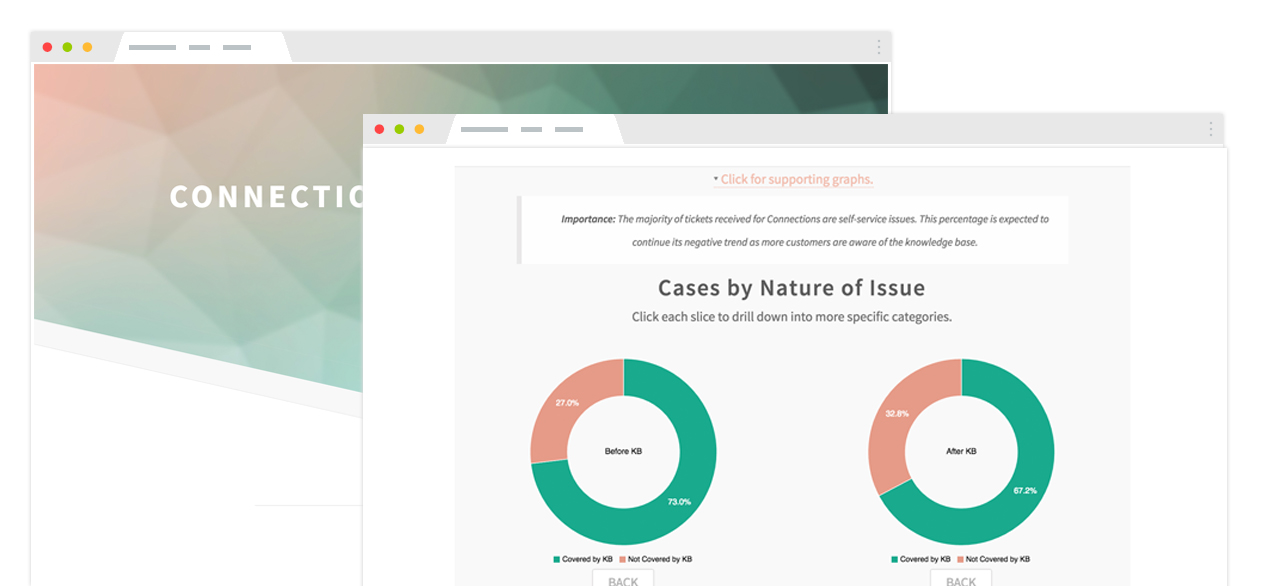 CONNECTIO
Click for supporting graphs.
Importance: The majority of tickets received for Connections are self-service issues. This percentage is expected to
continue its negative trend as more customers are aware of the knowledge base.
Cases by Nature of Issue
Click each slice to drill down into more specific categories.
27.0%
Before KB
73.0%
Covered by KB Not Covered by KB
BACK
32.8%
After KB
67.2%
Covered by KB Not Covered by KB
BACK